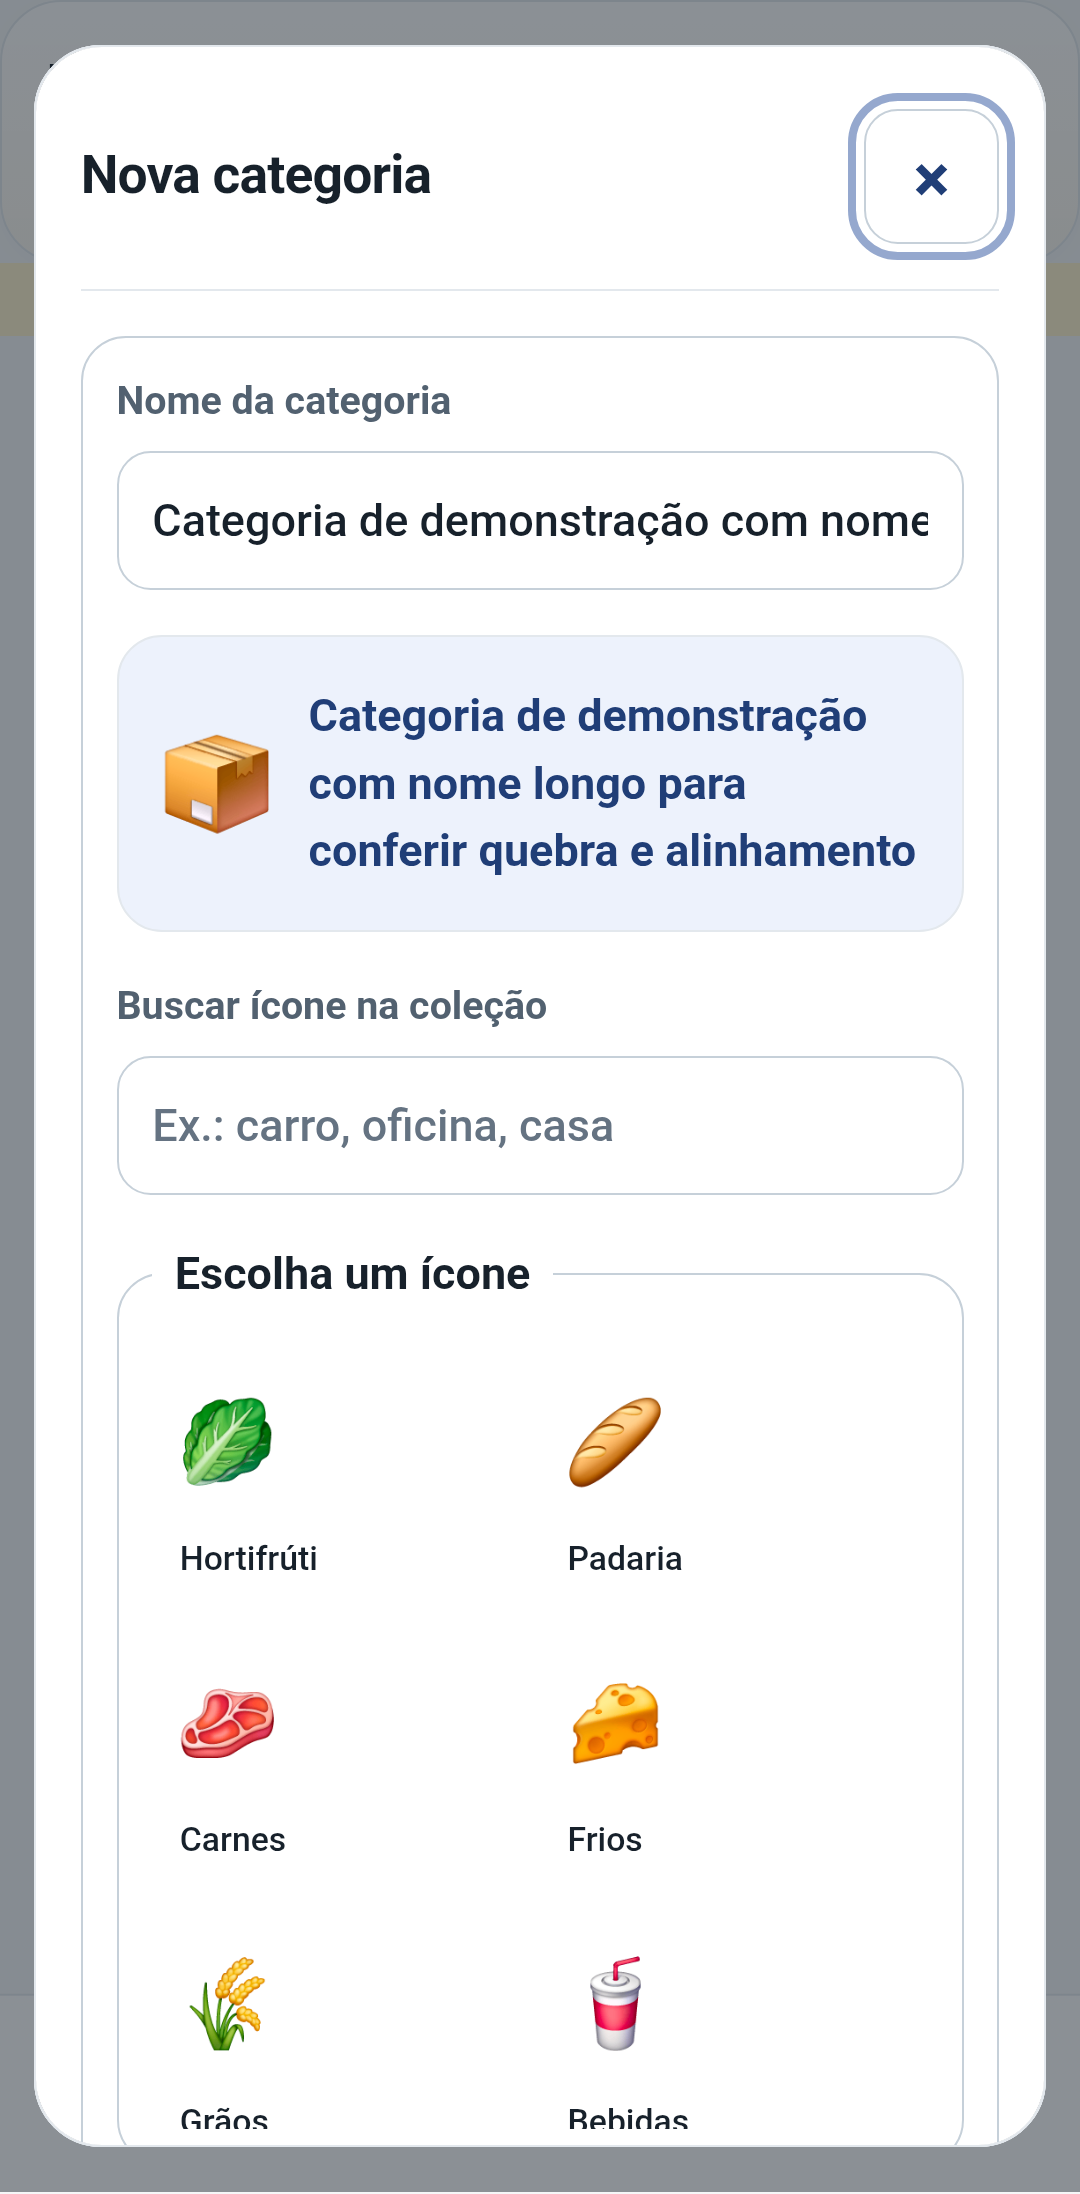 Nova categoria
×
Nome da categoria
Categoria de demonstração com nome
Categoria de demonstração
com nome longo para
conferir quebra e alinhamento
Buscar ícone na coleção
Ex.: carro, oficina, casa
Escolha um ícone
Hortifrúti
Padaria
Carnes
Frios
Grãos
Bebidas